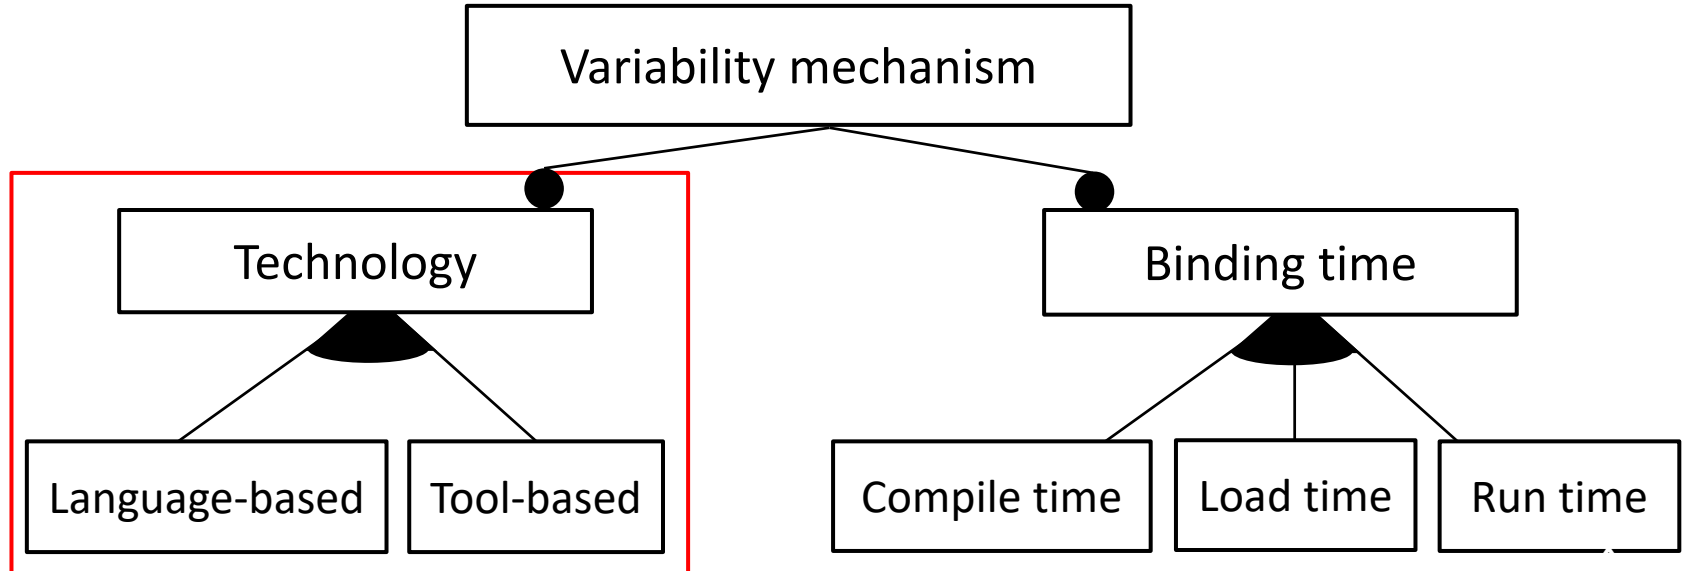 Variability mechanism
Technology
Binding time
Language-based
Tool-based
Compile time
Load time
Run time